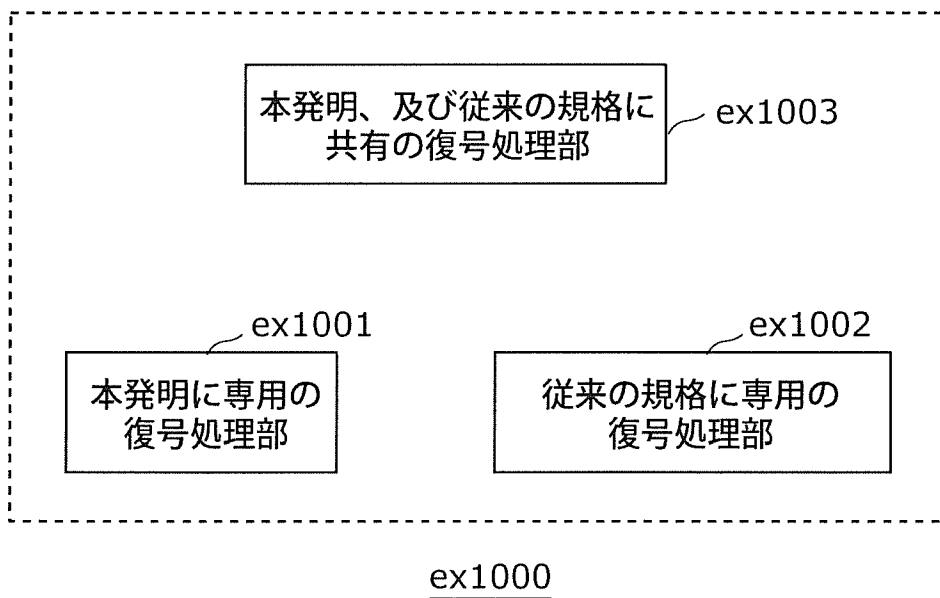 本発明、及び従来の規格に
共有の復号処理部
ex1003
ex1001
本発明に専用の
復号処理部
ex1002
従来の規格に専用の
復号処理部
ex1000